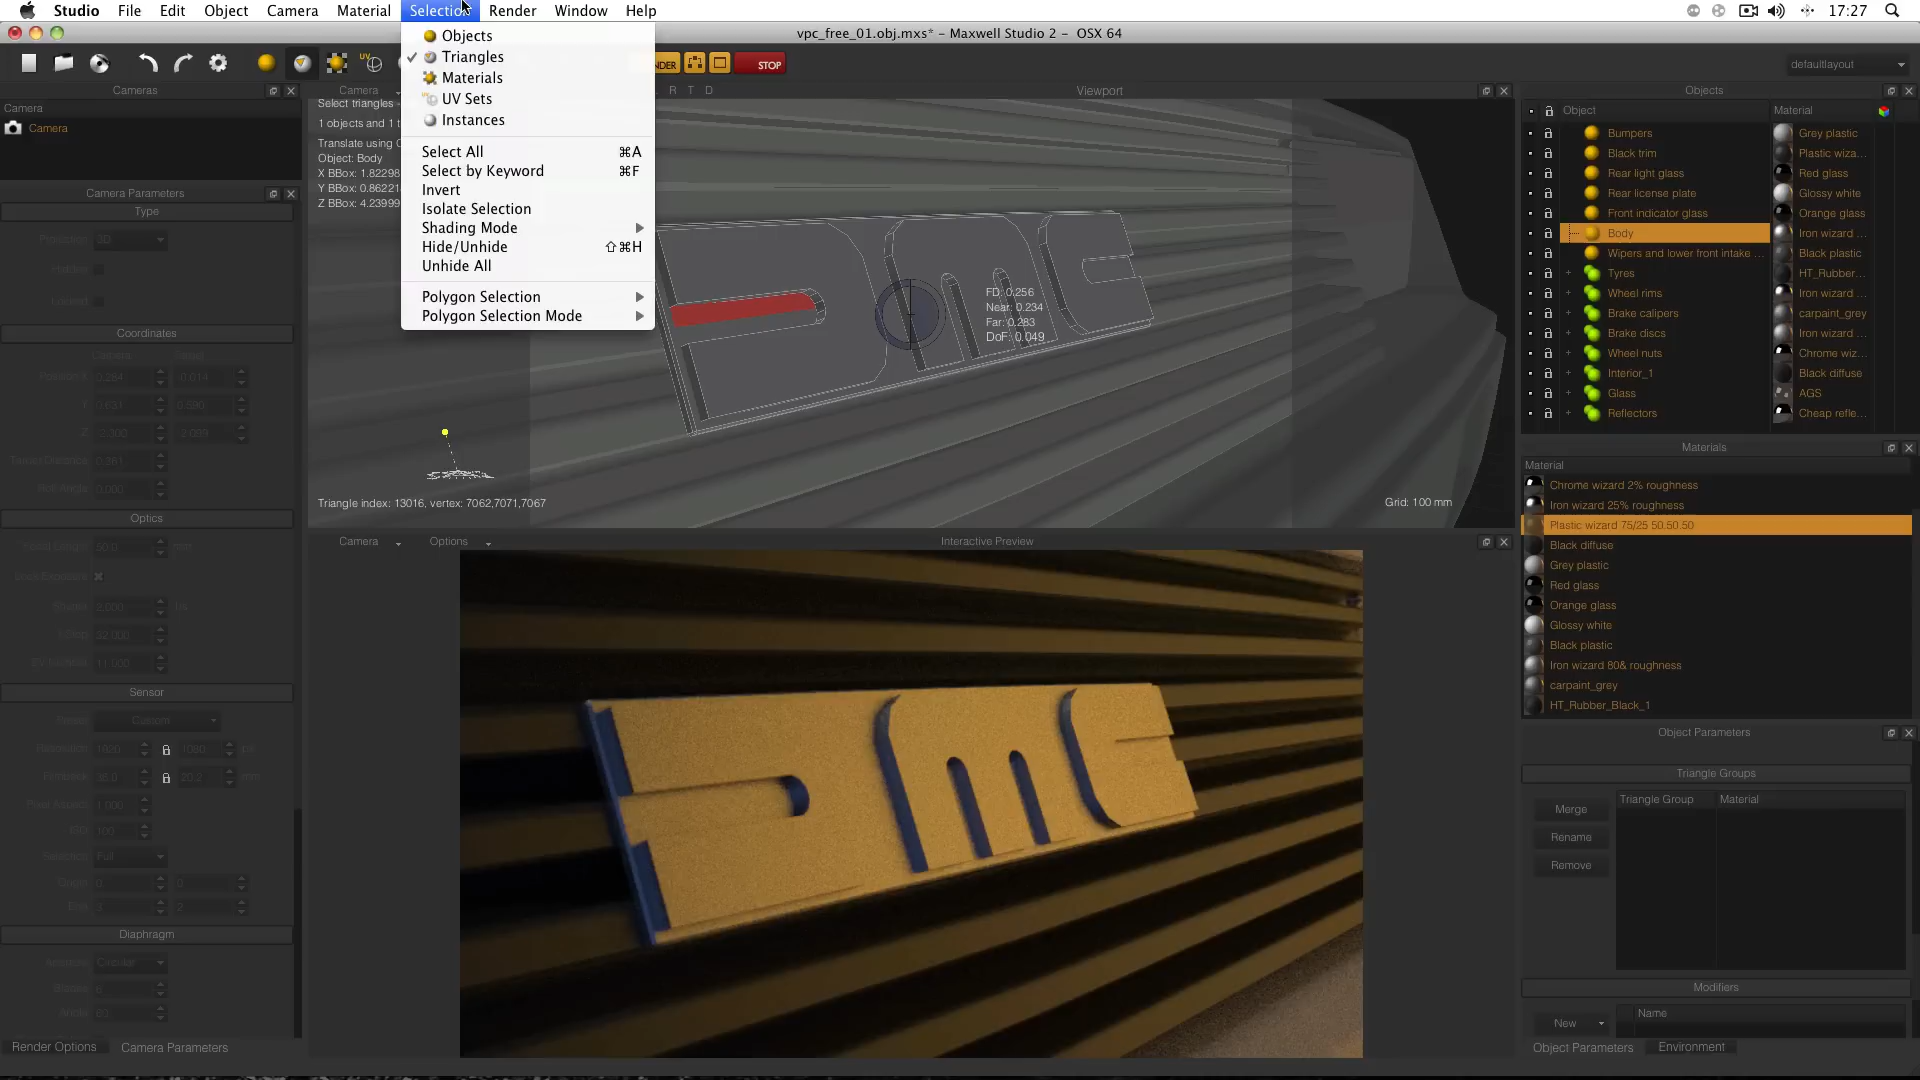 Studio File Edit Object Camera Material Selection Render Window Help 17:27
vpc_free_01.obj.mxs* - Maxwell Studio 2 - OSX 64
Objects
Triangles
Materials
UV Sets
Instances
Select All ⌘A
Select by Keyword ⌘F
Invert
Isolate Selection
Shading Mode
Hide/Unhide ⇧⌘H
Unhide All
Polygon Selection
Polygon Selection Mode
STOP
defaultlayout
Cameras
Camera
Camera
Camera Parameters
Type
Coordinates
Optics
Sensor
Diaphragm
Render Options Camera Parameters
Camera R T D Viewport
Select triangles -
1 objects and 1 t
Translate using C
Object: Body
X BBox: 1.82298
Y BBox: 0.86221
Z BBox: 4.23999
FD: 0.256
Near: 0.234
Far: 0.283
DoF: 0.049
Triangle index: 13016, vertex: 7062,7071,7067
Grid: 100 mm
Camera Options Interactive Preview
Objects
Object Material
Bumpers Grey plastic
Black trim Plastic wiza...
Rear light glass Red glass
Rear license plate Glossy white
Front indicator glass Orange glass
Body Iron wizard ...
Wipers and lower front intake ... Black plastic
Tyres HT_Rubber...
Wheel rims Iron wizard ...
Brake calipers carpaint_grey
Brake discs Iron wizard ...
Wheel nuts Chrome wiz...
Interior_1 Black diffuse
Glass AGS
Reflectors Cheap refle...
Materials
Material
Chrome wizard 2% roughness
Iron wizard 25% roughness
Plastic wizard 75/25 50.50.50
Black diffuse
Grey plastic
Red glass
Orange glass
Glossy white
Black plastic
Iron wizard 80& roughness
carpaint_grey
HT_Rubber_Black_1
Object Parameters
Triangle Groups
Triangle Group Material
Merge
Rename
Remove
Modifiers
New Name
Object Parameters Environment